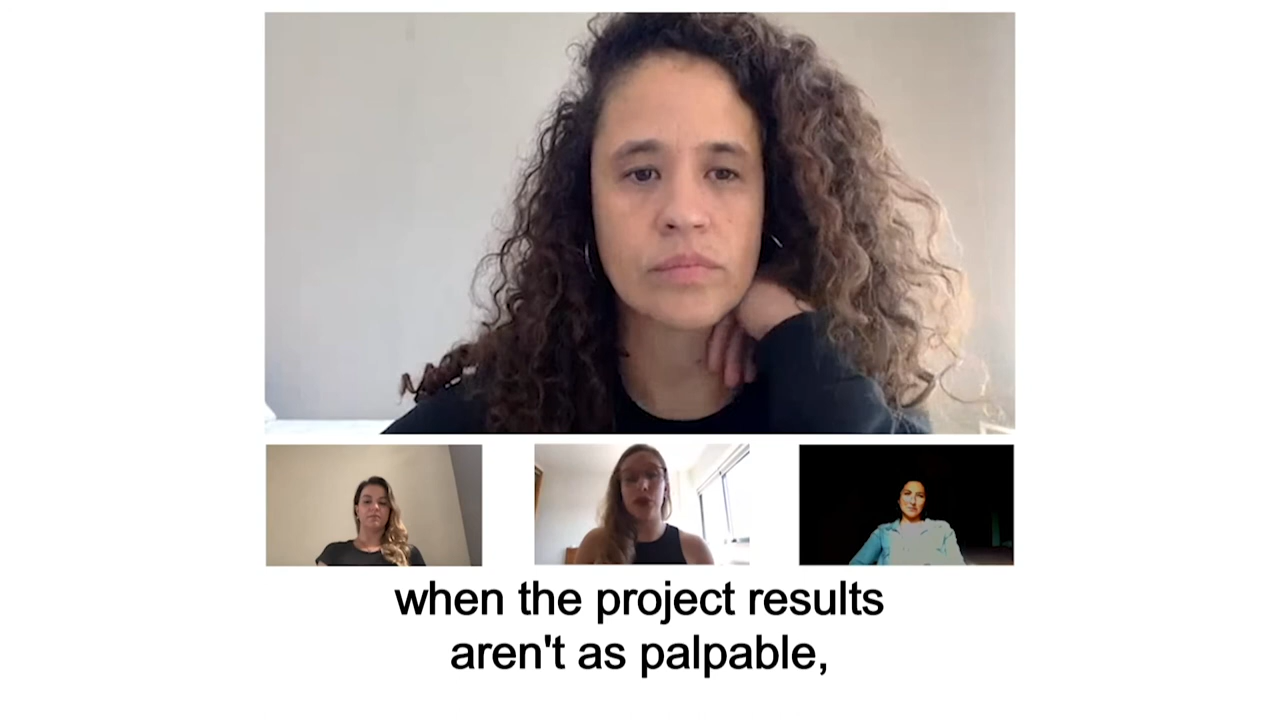 when the project results
aren't as palpable,